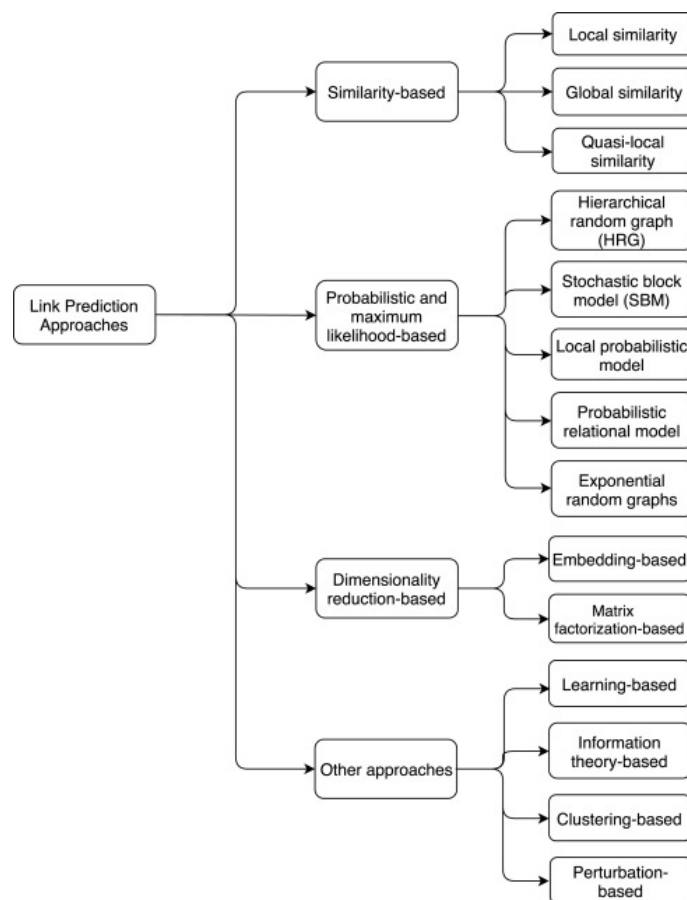 Link Prediction
Approaches
Similarity-based
Local similarity
Global similarity
Quasi-local
similarity
Probabilistic and
maximum
likelihood-based
Hierarchical
random graph
(HRG)
Stochastic block
model (SBM)
Local probabilistic
model
Probabilistic
relational model
Exponential
random graphs
Dimensionality
reduction-based
Embedding-based
Matrix
factorization-based
Other approaches
Learning-based
Information
theory-based
Clustering-based
Perturbation-
based